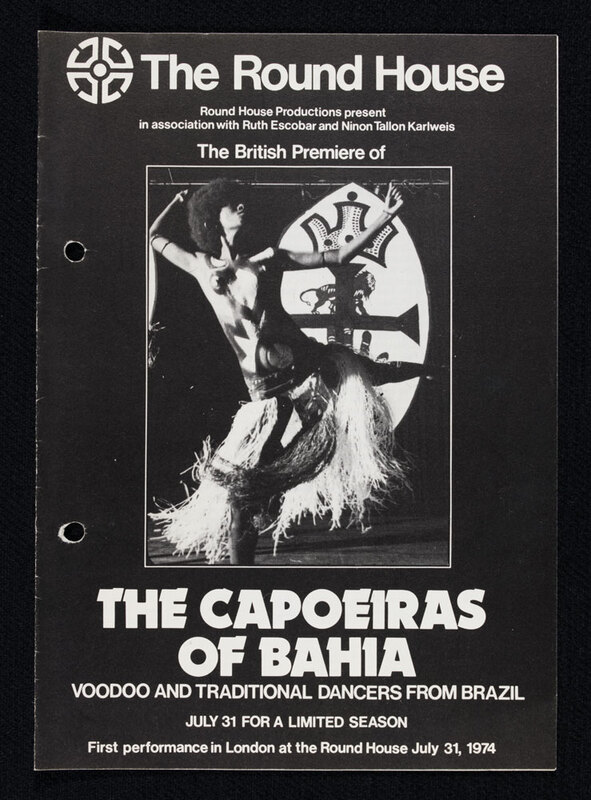 The Round House
Round House Productions present
in association with Ruth Escobar and Ninon Tallon Karlweis
The British Premiere of
THE CAPOEIRAS
OF BAHIA
VOODOO AND TRADITIONAL DANCERS FROM BRAZIL
JULY 31 FOR A LIMITED SEASON
First performance in London at the Round House July 31, 1974